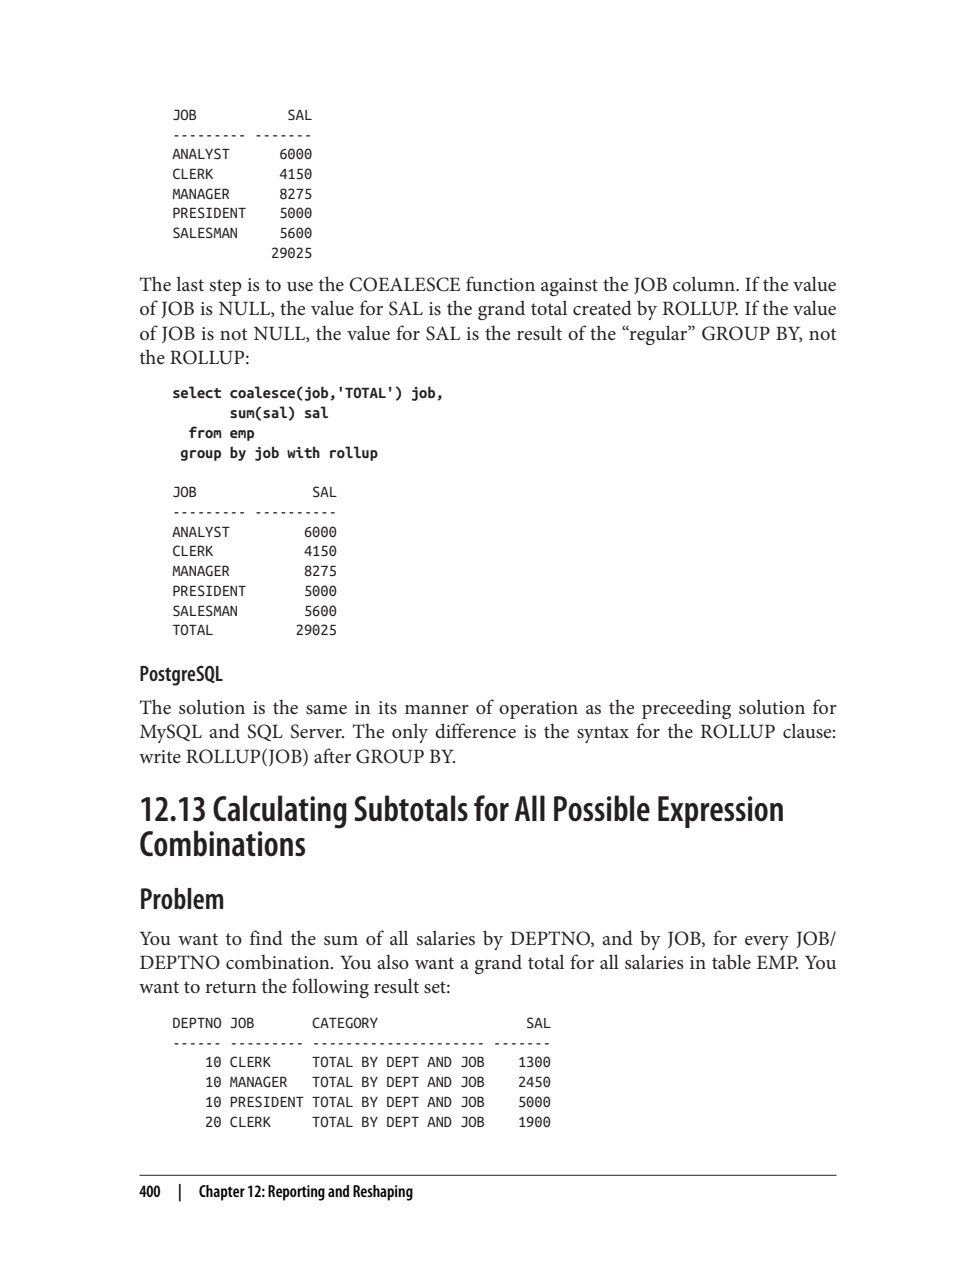 JOB           SAL
--------- -------
ANALYST      6000
CLERK        4150
MANAGER      8275
PRESIDENT    5000
SALESMAN     5600
            29025
The last step is to use the COEALESCE function against the JOB column. If the value
of JOB is NULL, the value for SAL is the grand total created by ROLLUP. If the value
of JOB is not NULL, the value for SAL is the result of the “regular” GROUP BY, not
the ROLLUP:
select coalesce(job,'TOTAL') job,
       sum(sal) sal
  from emp
 group by job with rollup
JOB              SAL
--------- ----------
ANALYST         6000
CLERK           4150
MANAGER         8275
PRESIDENT       5000
SALESMAN        5600
TOTAL          29025
PostgreSQL
The solution is the same in its manner of operation as the preceeding solution for
MySQL and SQL Server. The only difference is the syntax for the ROLLUP clause:
write ROLLUP(JOB) after GROUP BY.
12.13 Calculating Subtotals for All Possible Expression
Combinations
Problem
You want to find the sum of all salaries by DEPTNO, and by JOB, for every JOB/
DEPTNO combination. You also want a grand total for all salaries in table EMP. You
want to return the following result set:
DEPTNO JOB       CATEGORY                  SAL
------ --------- --------------------- -------
    10 CLERK     TOTAL BY DEPT AND JOB    1300
    10 MANAGER   TOTAL BY DEPT AND JOB    2450
    10 PRESIDENT TOTAL BY DEPT AND JOB    5000
    20 CLERK     TOTAL BY DEPT AND JOB    1900
400 | Chapter 12: Reporting and Reshaping